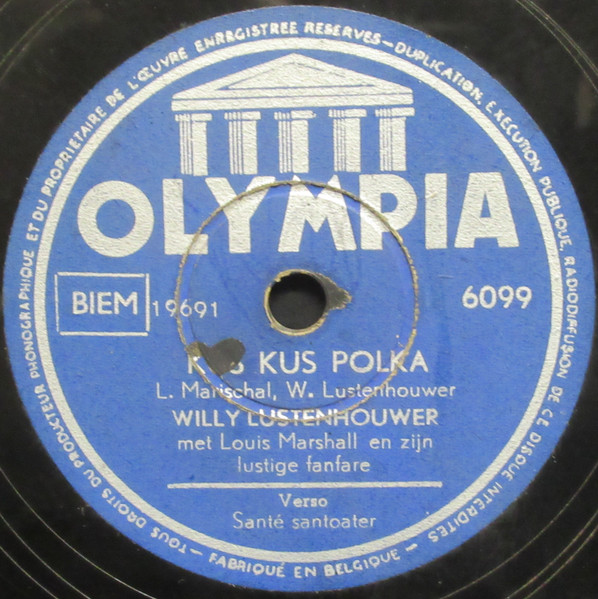 TOUS DROITS DU PRODUCTEUR PHONOGRAPHIQUE ET DU PROPRIETAIRE DE L'ŒUVRE ENREGISTREE RESERVES – DUPLICATION, EXECUTION PUBLIQUE, RADIODIFFUSION DE CE DISQUE INTERDITES –
OLYMPIA
BIEM 19691 6099
KUS POLKA
L. Marischal, W. Lustenhouwer
WILLY LUSTENHOUWER
met Louis Marshall en zijn
lustige fanfare
Verso
Santé santoater
– FABRIQUÉ EN BELGIQUE –